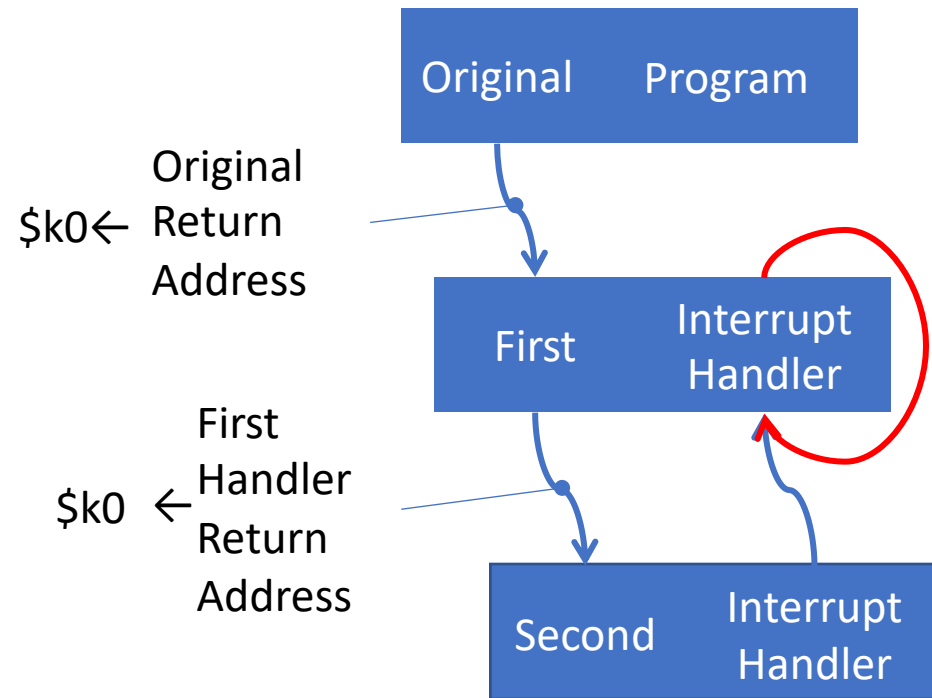 Original Program
Original
$k0← Return
Address
First Interrupt
Handler
First
Handler
$k0 ← Return
Address
Second Interrupt
Handler